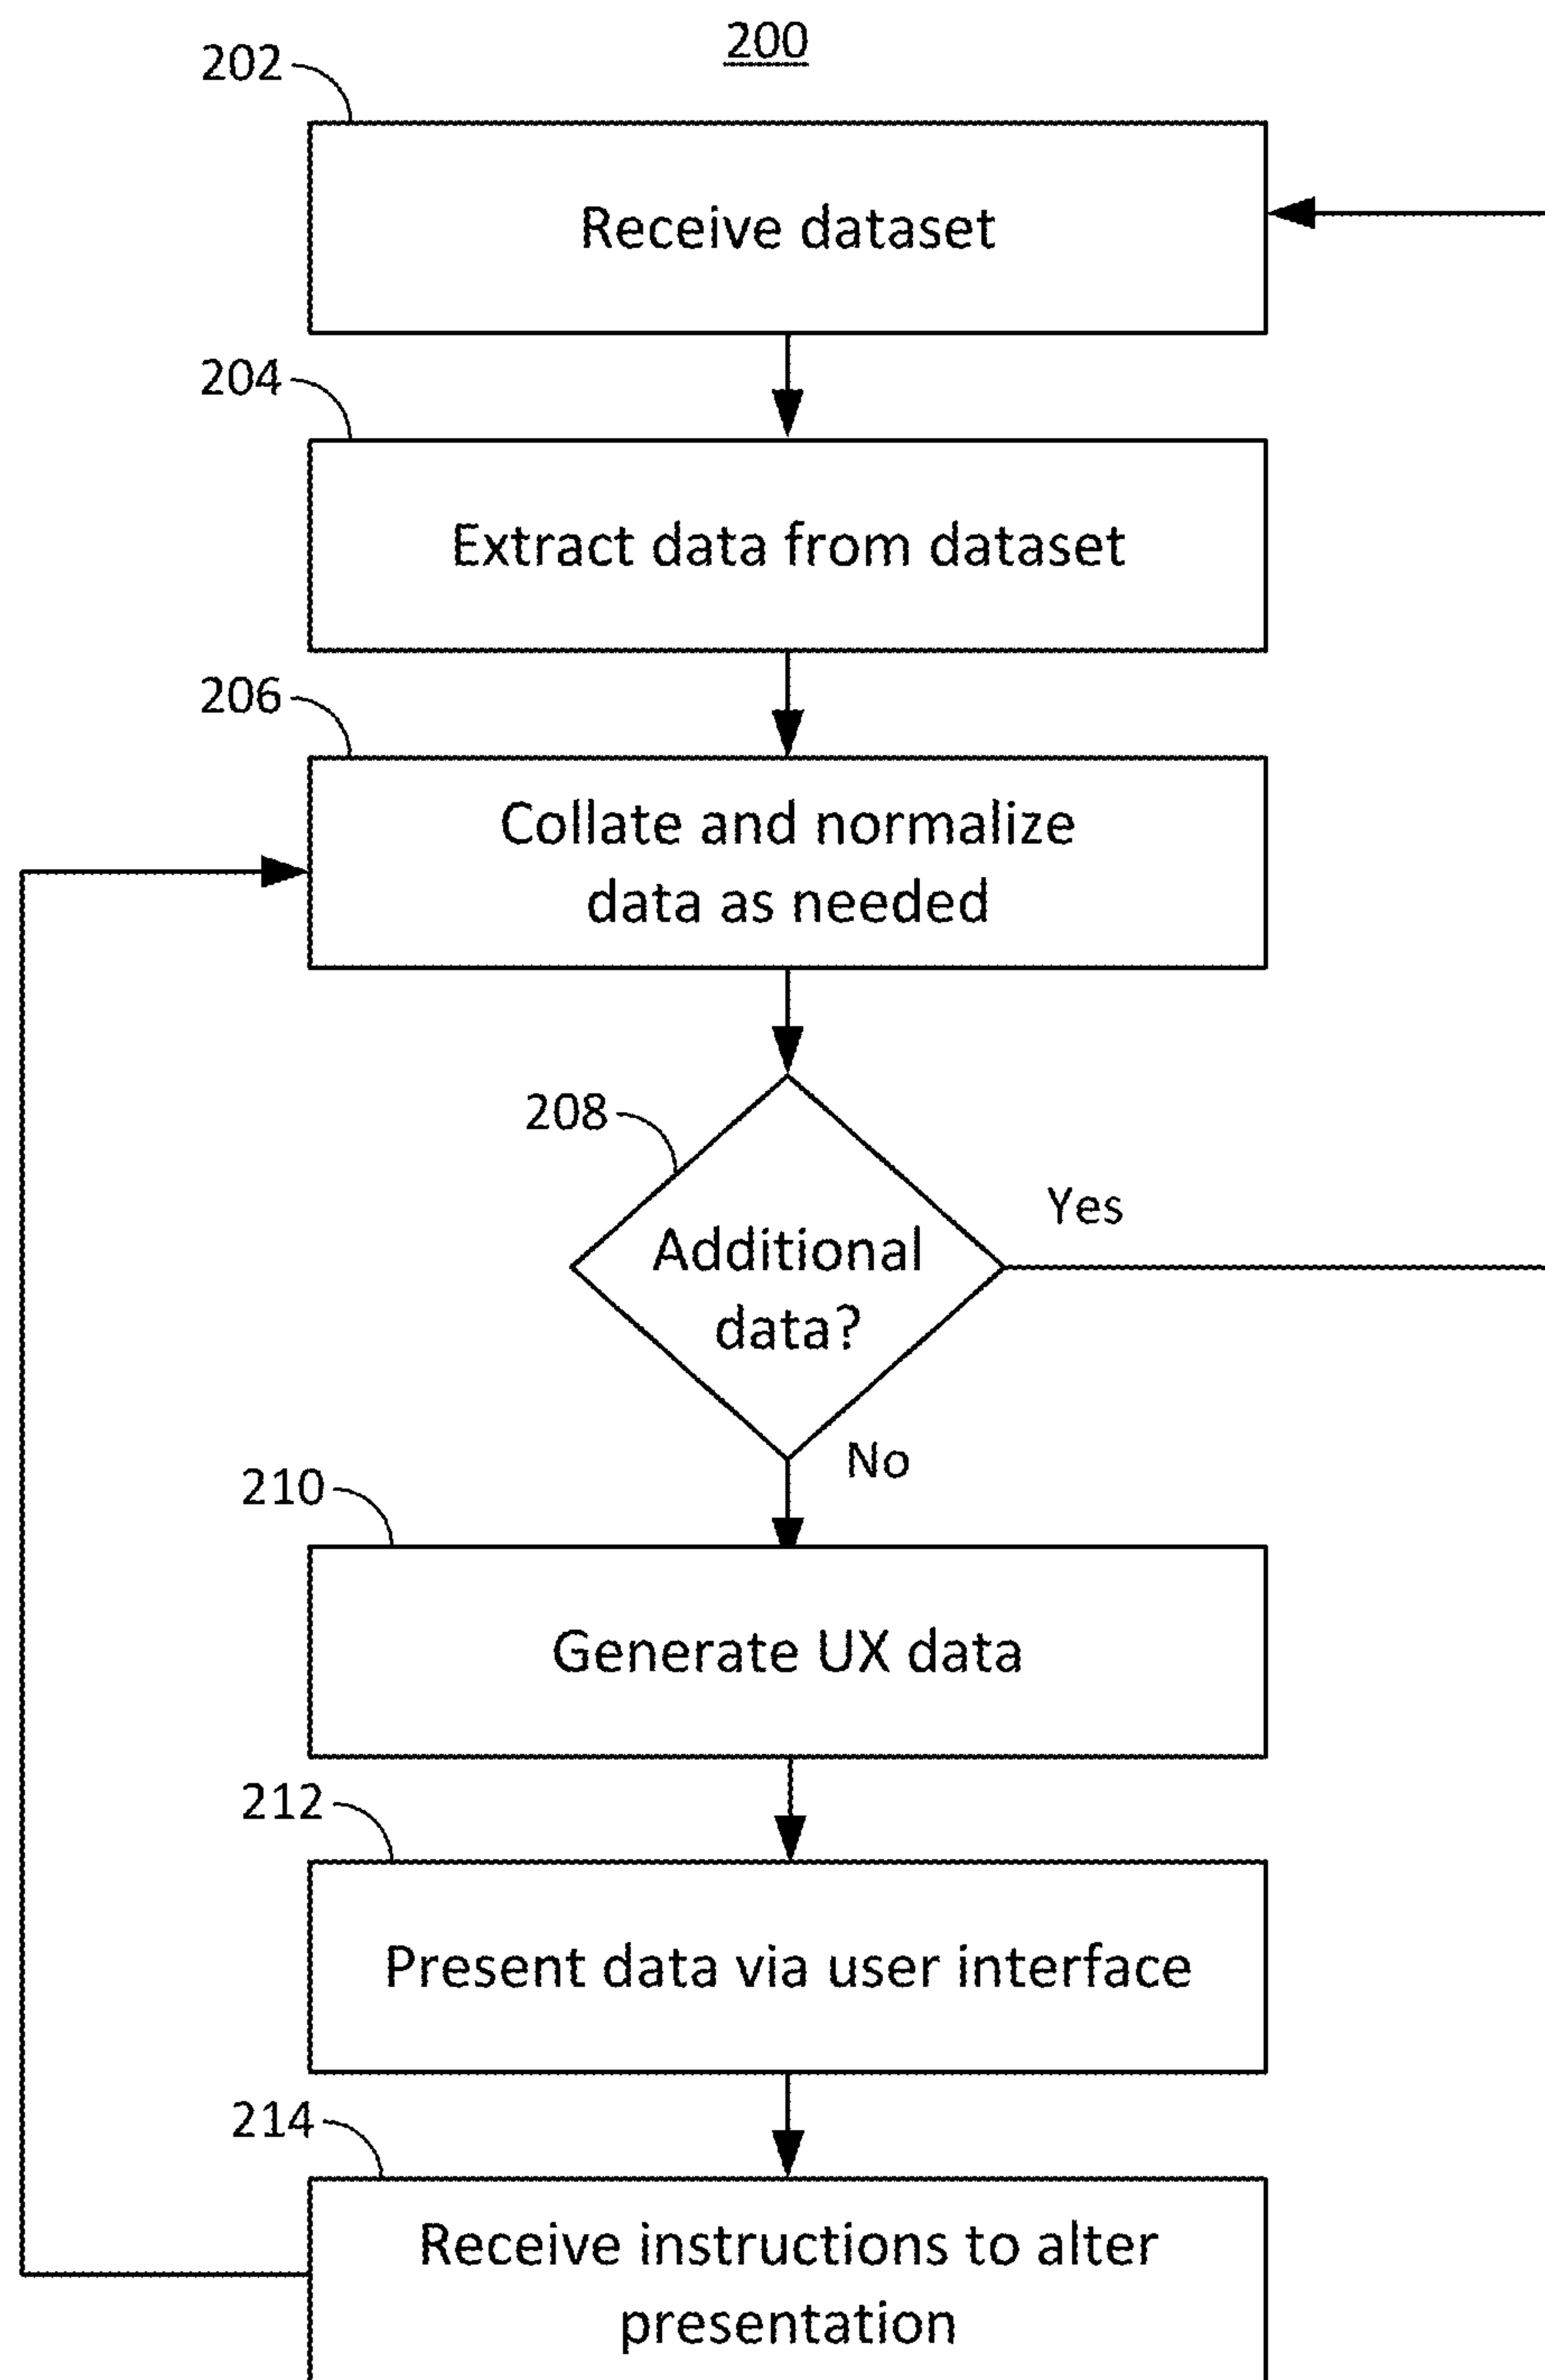 200
202
Receive dataset
204
Extract data from dataset
206
Collate and normalize
data as needed
208
Additional
data?
Yes
No
210
Generate UX data
212
Present data via user interface
214
Receive instructions to alter
presentation